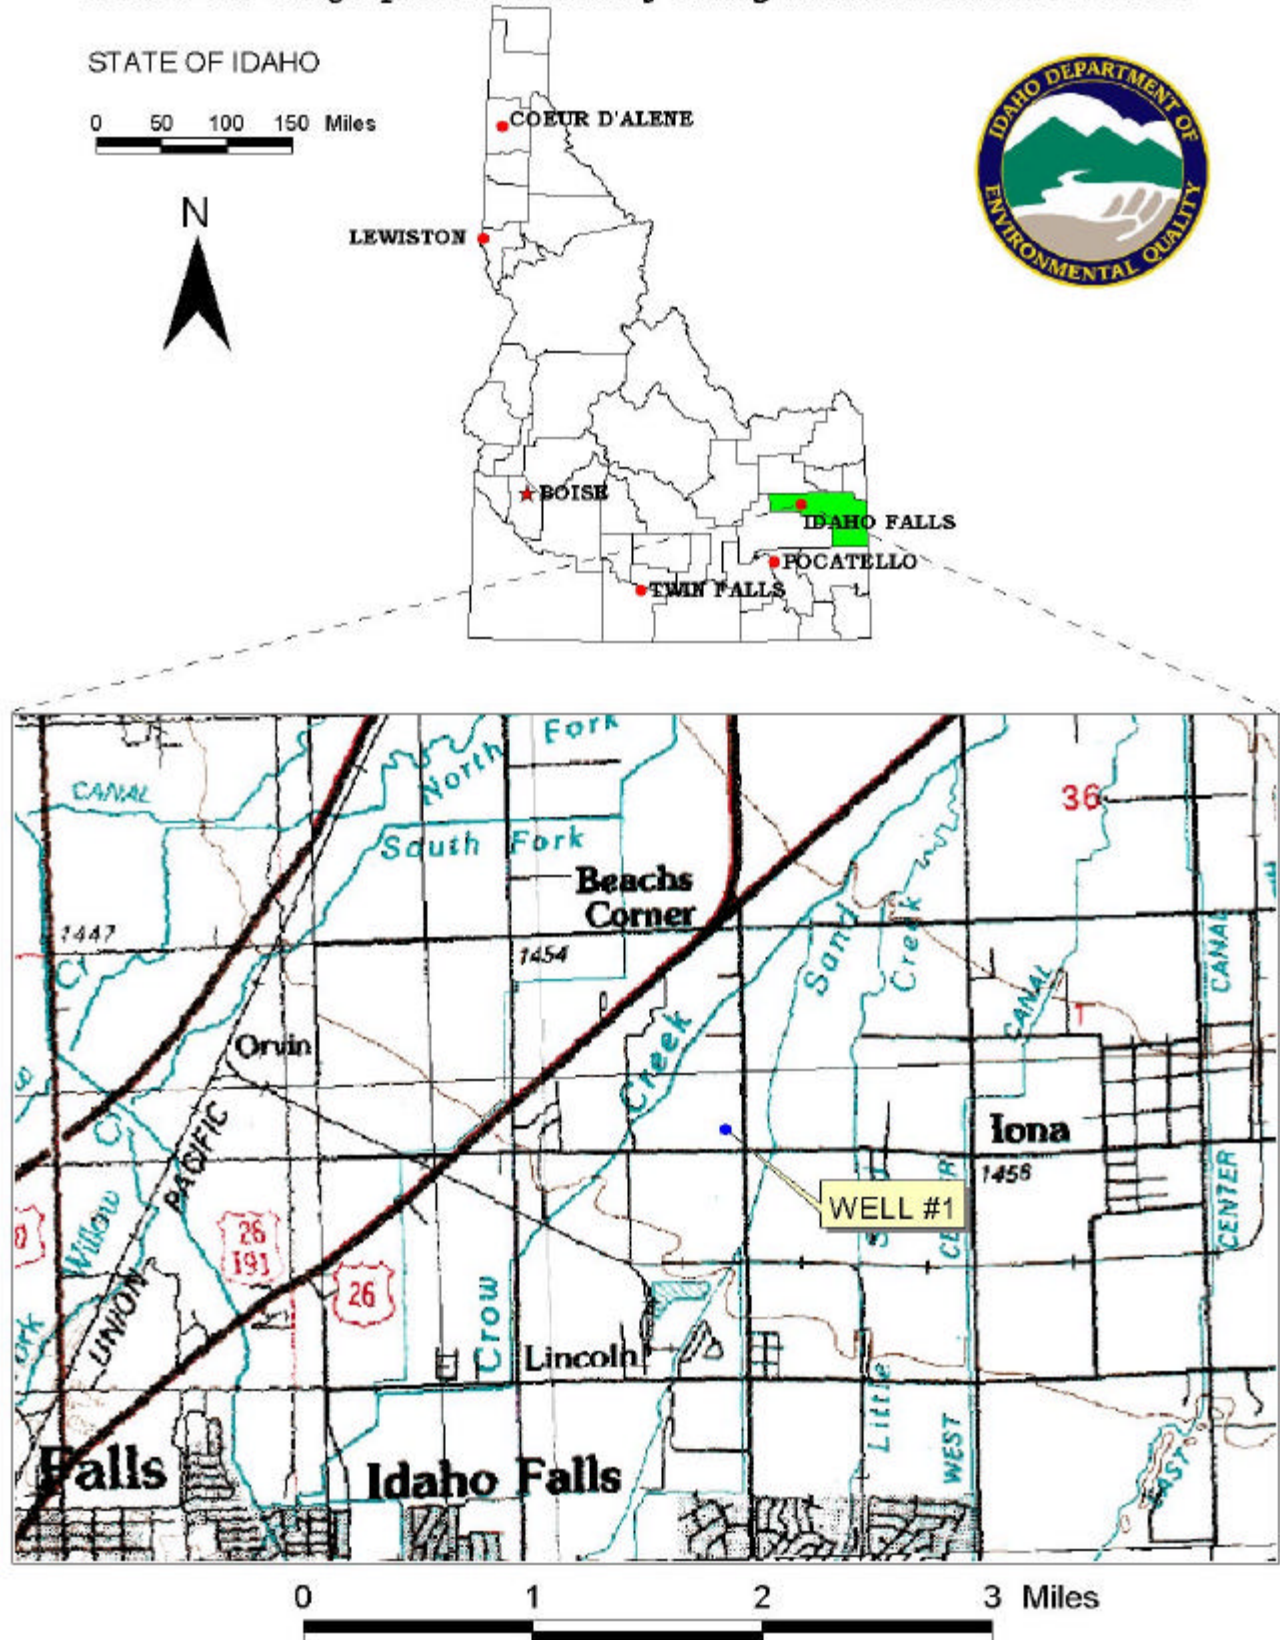 STATE OF IDAHO
0 50 100 150 Miles
N
COEUR D'ALENE
LEWISTON
BOISE
IDAHO FALLS
POCATELLO
TWIN FALLS
IDAHO DEPARTMENT OF
ENVIRONMENTAL QUALITY
Fork
North
CANAL
South Fork
36
Beachs
Corner
1447
1454
Sand
Creek
CANAL
CANAL
T
Orvin
Creek
Iona
1456
PACIFIC
Willow
UNION
WELL #1
CENTER
26
191
26
Crow
Lincoln
Little
WEST
EAST
Falls
Idaho Falls
0 1 2 3 Miles